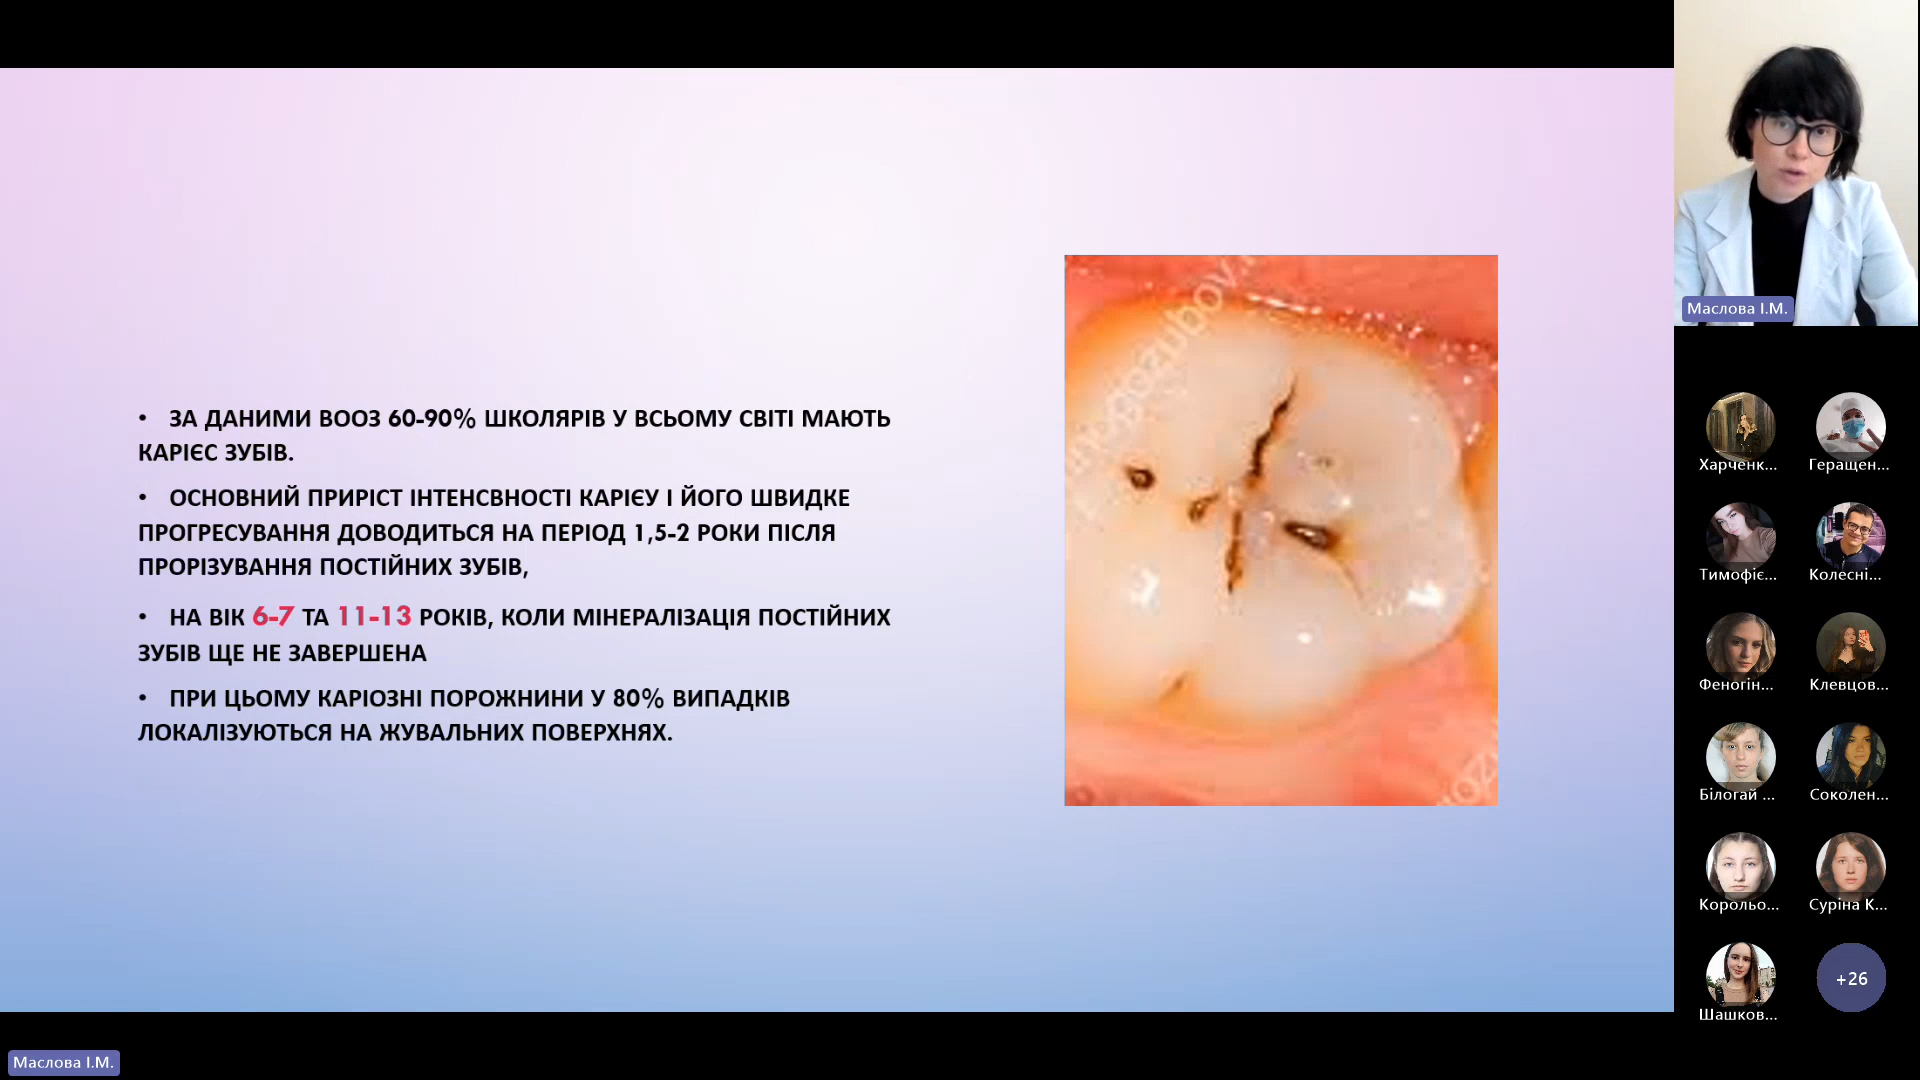 • ЗА ДАНИМИ ВООЗ 60-90% ШКОЛЯРІВ У ВСЬОМУ СВІТІ МАЮТЬ
КАРІЄС ЗУБІВ.
• ОСНОВНИЙ ПРИРІСТ ІНТЕНСВНОСТІ КАРІЄУ І ЙОГО ШВИДКЕ
ПРОГРЕСУВАННЯ ДОВОДИТЬСЯ НА ПЕРІОД 1,5-2 РОКИ ПІСЛЯ
ПРОРІЗУВАННЯ ПОСТІЙНИХ ЗУБІВ,
• НА ВІК 6-7 ТА 11-13 РОКІВ, КОЛИ МІНЕРАЛІЗАЦІЯ ПОСТІЙНИХ
ЗУБІВ ЩЕ НЕ ЗАВЕРШЕНА
• ПРИ ЦЬОМУ КАРІОЗНІ ПОРОЖНИНИ У 80% ВИПАДКІВ
ЛОКАЛІЗУЮТЬСЯ НА ЖУВАЛЬНИХ ПОВЕРХНЯХ.
Маслова І.М.
Харченк...
Геращен...
Тимофіє...
Колесні...
Феногін...
Клевцов...
Білогай ...
Соколен...
Корольо...
Суріна К...
Шашков...
+26
Маслова І.М.